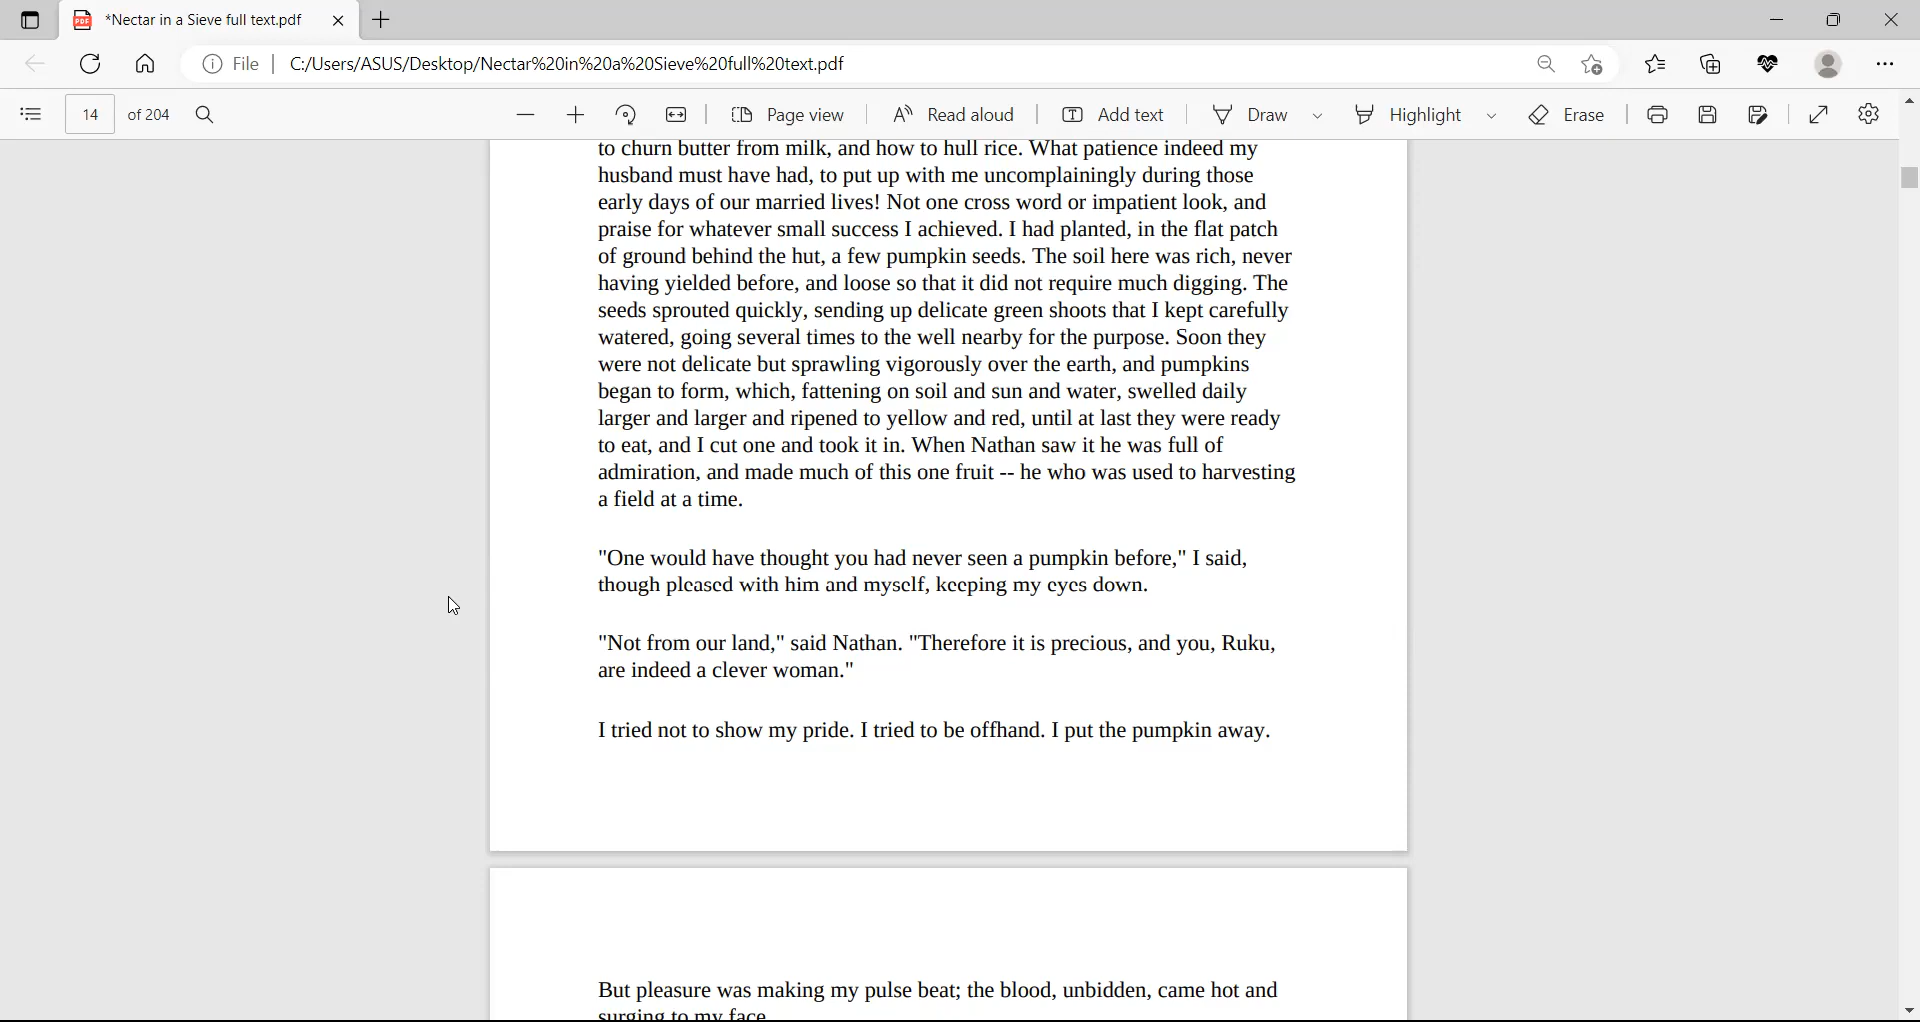 *Nectar in a Sieve full text.pdf
File
C:/Users/ASUS/Desktop/Nectar%20in%20a%20Sieve%20full%20text.pdf
14 of 204
Page view
Read aloud
Add text
Draw
Highlight
Erase
to churn butter from milk, and how to hull rice. What patience indeed my
husband must have had, to put up with me uncomplainingly during those
early days of our married lives! Not one cross word or impatient look, and
praise for whatever small success I achieved. I had planted, in the flat patch
of ground behind the hut, a few pumpkin seeds. The soil here was rich, never
having yielded before, and loose so that it did not require much digging. The
seeds sprouted quickly, sending up delicate green shoots that I kept carefully
watered, going several times to the well nearby for the purpose. Soon they
were not delicate but sprawling vigorously over the earth, and pumpkins
began to form, which, fattening on soil and sun and water, swelled daily
larger and larger and ripened to yellow and red, until at last they were ready
to eat, and I cut one and took it in. When Nathan saw it he was full of
admiration, and made much of this one fruit -- he who was used to harvesting
a field at a time.
"One would have thought you had never seen a pumpkin before," I said,
though pleased with him and myself, keeping my eyes down.
"Not from our land," said Nathan. "Therefore it is precious, and you, Ruku,
are indeed a clever woman."
I tried not to show my pride. I tried to be offhand. I put the pumpkin away.
But pleasure was making my pulse beat; the blood, unbidden, came hot and
surging to my face.